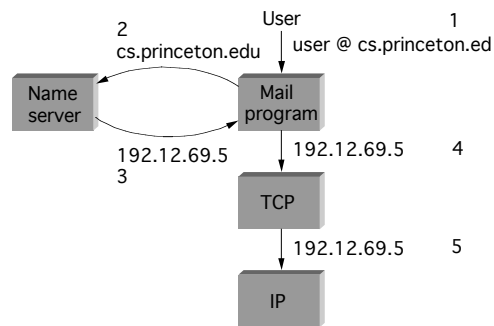 User
1
user @ cs.princeton.ed
2
cs.princeton.edu
Name
server
Mail
program
192.12.69.5
3
192.12.69.5
4
TCP
192.12.69.5
5
IP